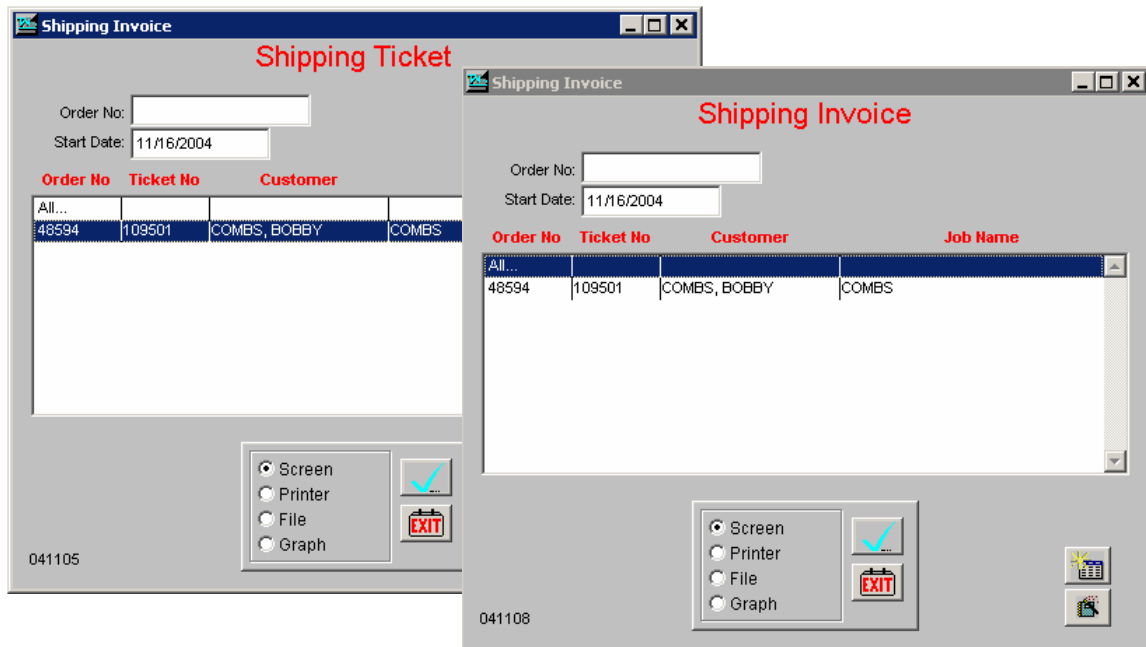 Shipping Invoice
Shipping Ticket
Order No:
Start Date: 11/16/2004
Order No Ticket No Customer
All...
48594 109501 COMBS, BOBBY COMBS
Screen
Printer
File
EXIT
Graph
041105
Shipping Invoice
Shipping Invoice
Order No:
Start Date: 11/16/2004
Order No Ticket No Customer Job Name
All...
48594 109501 COMBS, BOBBY COMBS
Screen
Printer
File
EXIT
Graph
041108